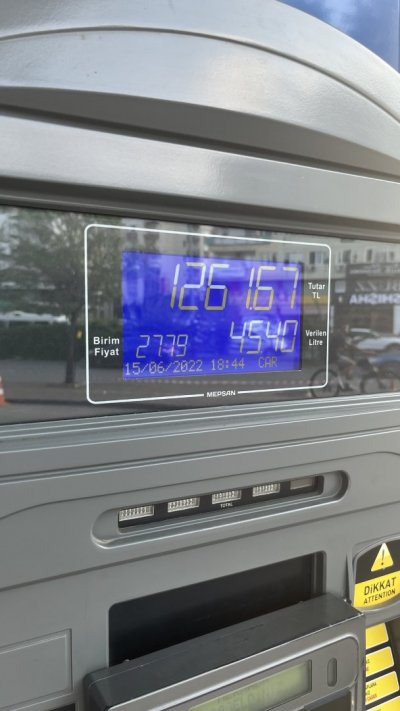 1261.67
Tutar
TL
Birim
Fiyat
27.79
45.40
Verilen
Litre
15/06/2022 18:44 CAR
MEPSAN
TOTAL
DİKKAT
ATTENTION